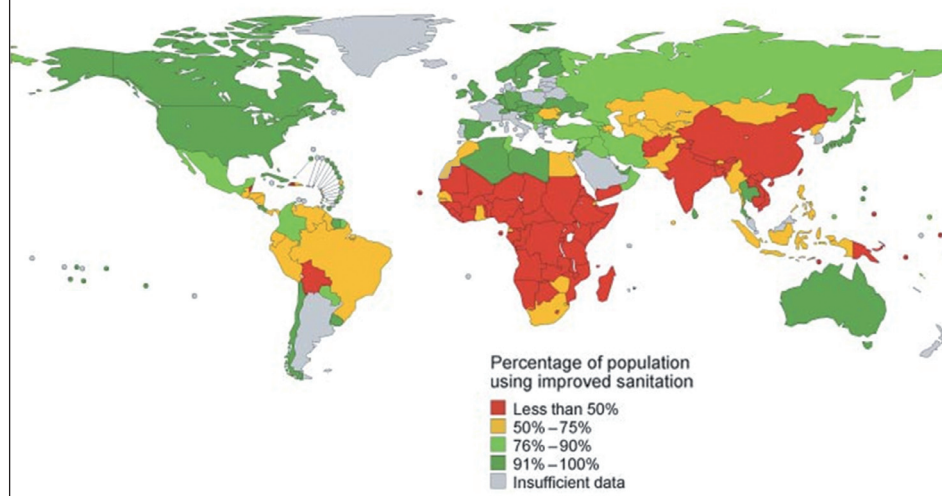 Percentage of population
using improved sanitation
Less than 50%
50%–75%
76%–90%
91%–100%
Insufficient data